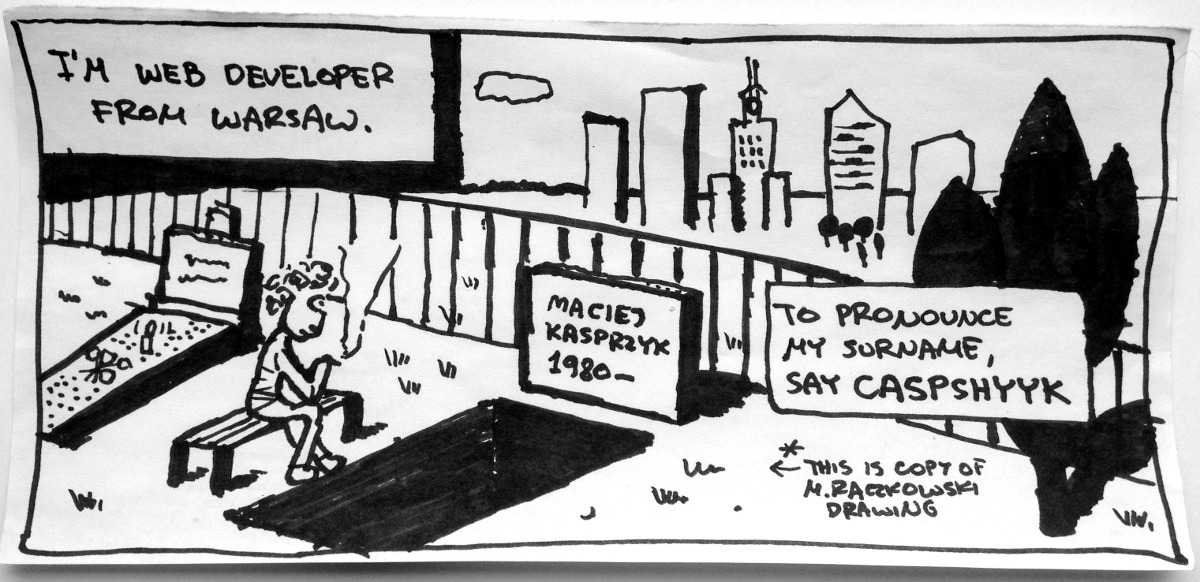 I'M WEB DEVELOPER
FROM WARSAW.
MACIEJ
KASPRZYK
1980–
TO PRONOUNCE
MY SURNAME,
SAY CASPSHYYK
*
← THIS IS COPY OF
M. RACZKOWSKI
DRAWING